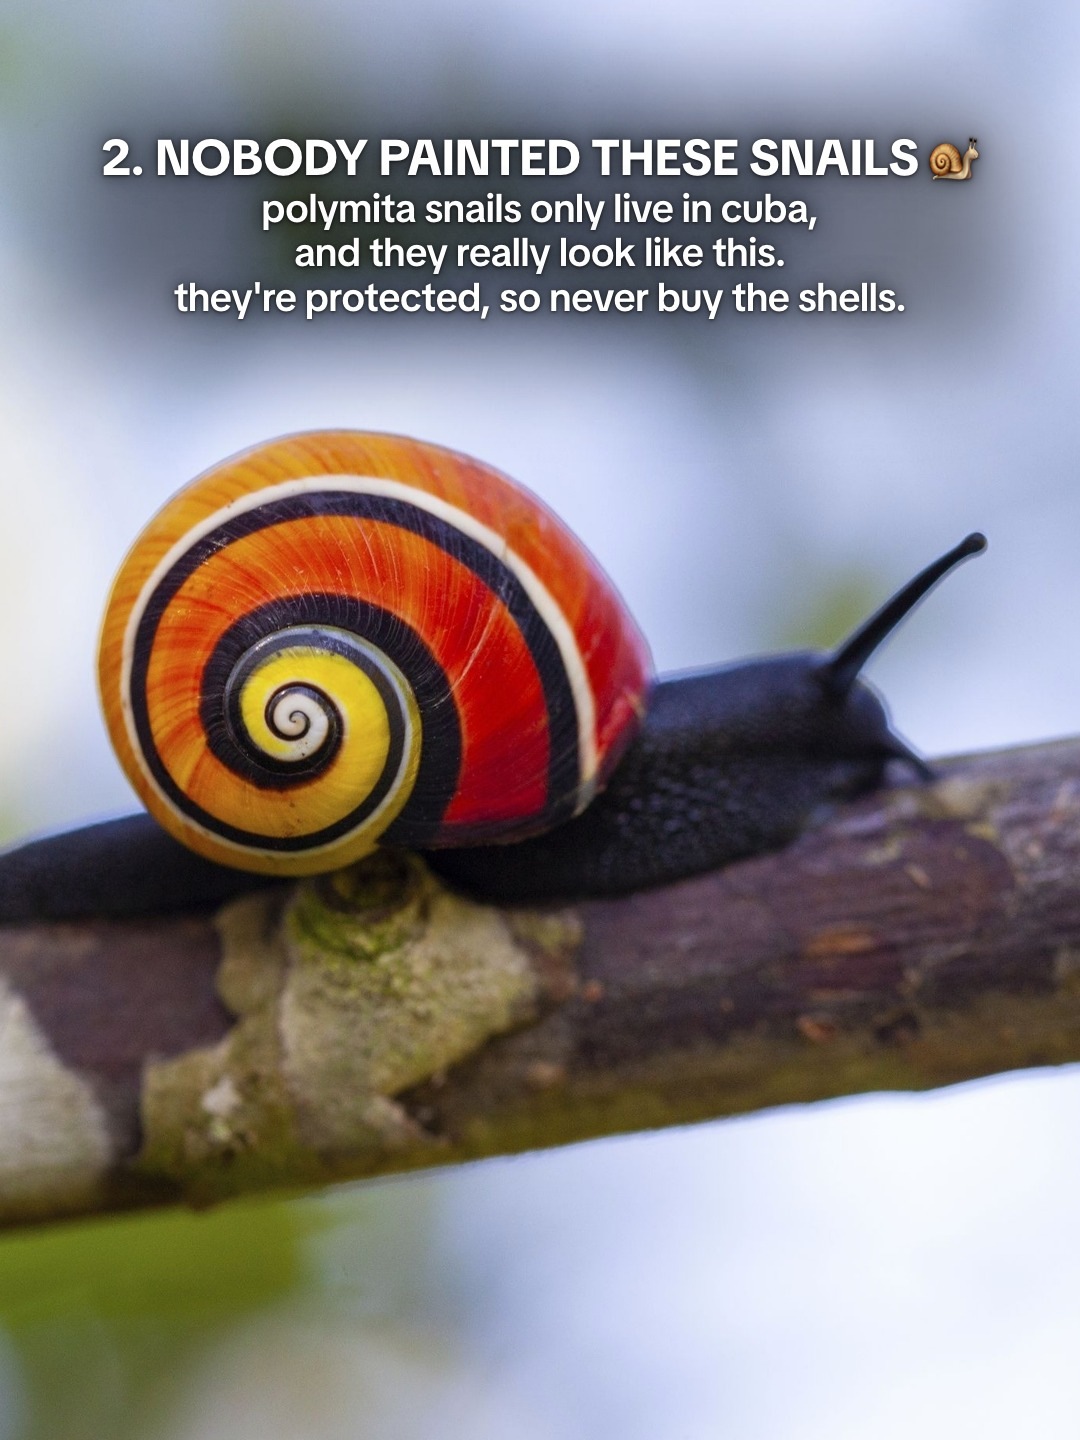 2. NOBODY PAINTED THESE SNAILS 🐌
polymita snails only live in cuba,
and they really look like this.
they're protected, so never buy the shells.